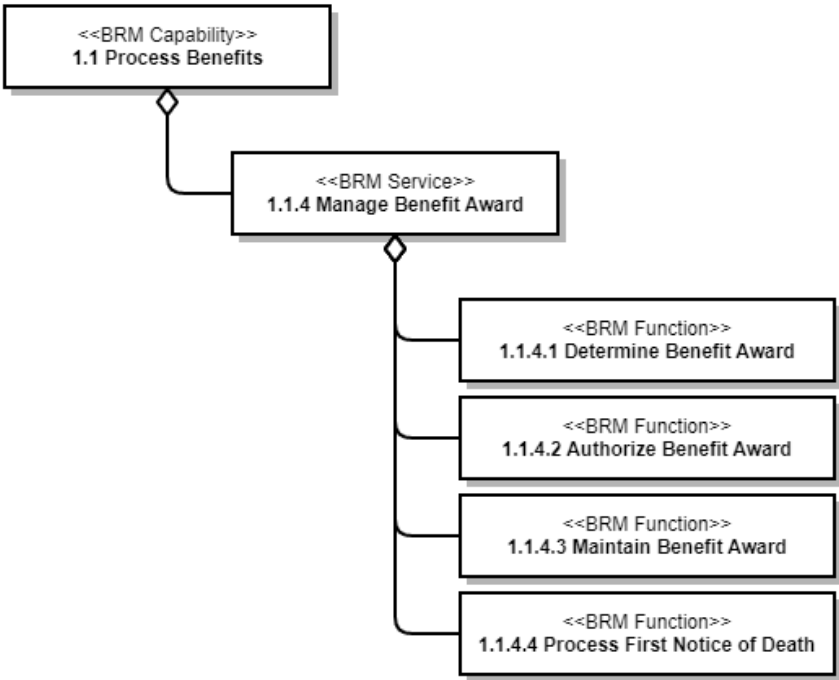 <<BRM Capability>>
1.1 Process Benefits
<<BRM Service>>
1.1.4 Manage Benefit Award
<<BRM Function>>
1.1.4.1 Determine Benefit Award
<<BRM Function>>
1.1.4.2 Authorize Benefit Award
<<BRM Function>>
1.1.4.3 Maintain Benefit Award
<<BRM Function>>
1.1.4.4 Process First Notice of Death